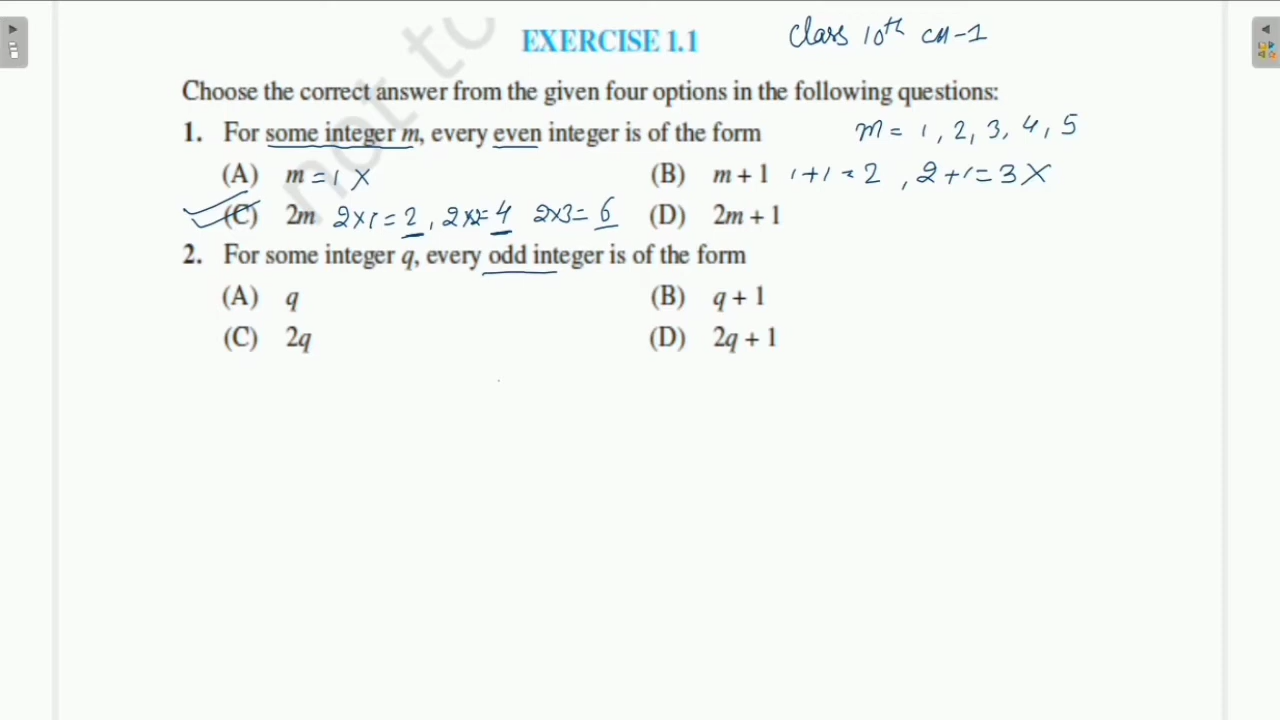 EXERCISE 1.1 Class 10th CH-1
not to
Choose the correct answer from the given four options in the following questions:
1. For some integer m, every even integer is of the form m = 1, 2, 3, 4, 5
(A) m = 1 X (B) m + 1 1+1 = 2, 2+1 = 3 X
(C) 2m 2×1 = 2, 2×2 = 4 2×3 = 6 (D) 2m + 1
2. For some integer q, every odd integer is of the form
(A) q (B) q + 1
(C) 2q (D) 2q + 1